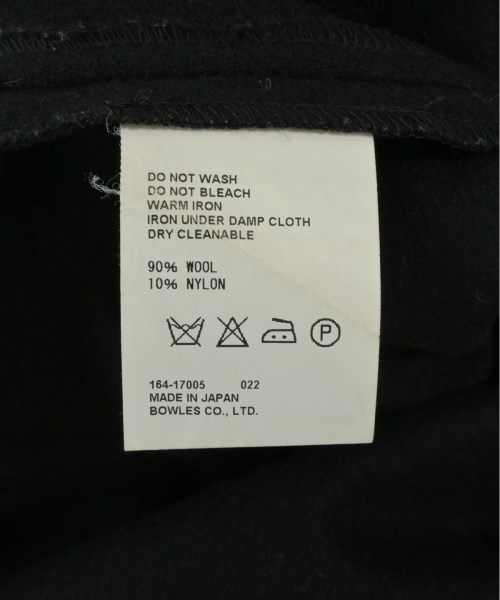 DO NOT WASH
DO NOT BLEACH
WARM IRON
IRON UNDER DAMP CLOTH
DRY CLEANABLE
90% WOOL
10% NYLON
P
164-17005 022
MADE IN JAPAN
BOWLES CO., LTD.